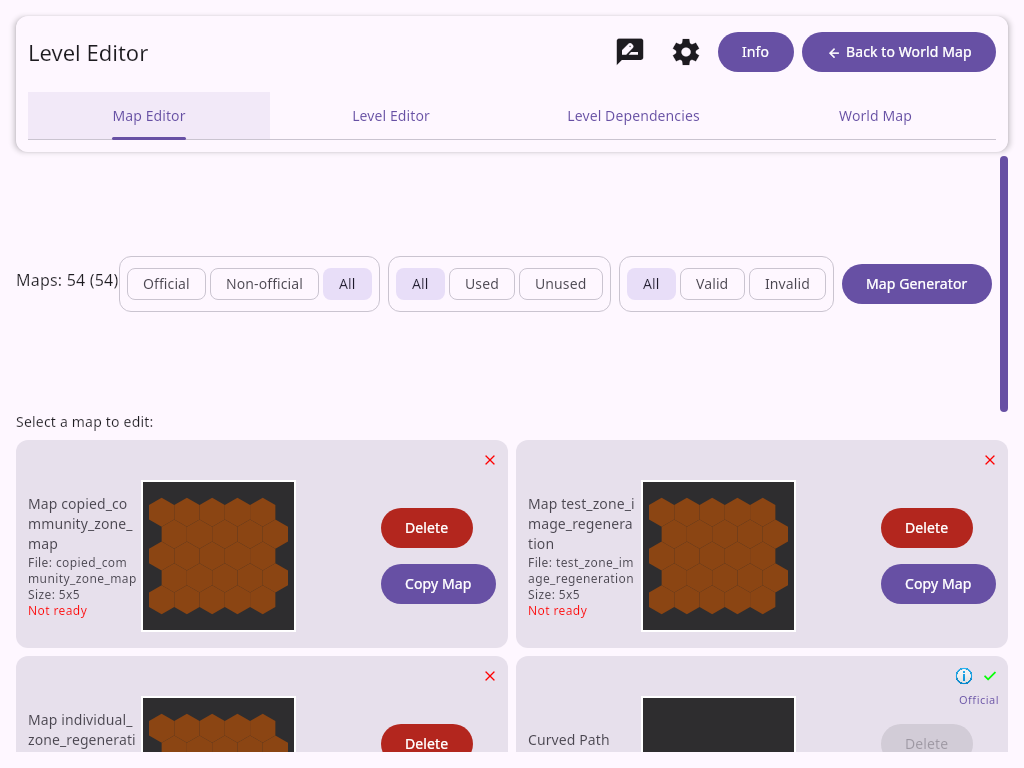 Level Editor
Info
Back to World Map
Map Editor
Level Editor
Level Dependencies
World Map
Maps: 54 (54)
Official
Non-official
All
All
Used
Unused
All
Valid
Invalid
Map Generator
Select a map to edit:
Map copied_co
mmunity_zone_
map
File: copied_com
munity_zone_map
Size: 5x5
Not ready
Delete
Copy Map
Map test_zone_i
mage_regenera
tion
File: test_zone_im
age_regeneration
Size: 5x5
Not ready
Delete
Copy Map
Map individual_
zone_regenerati
Delete
Official
Curved Path
Delete